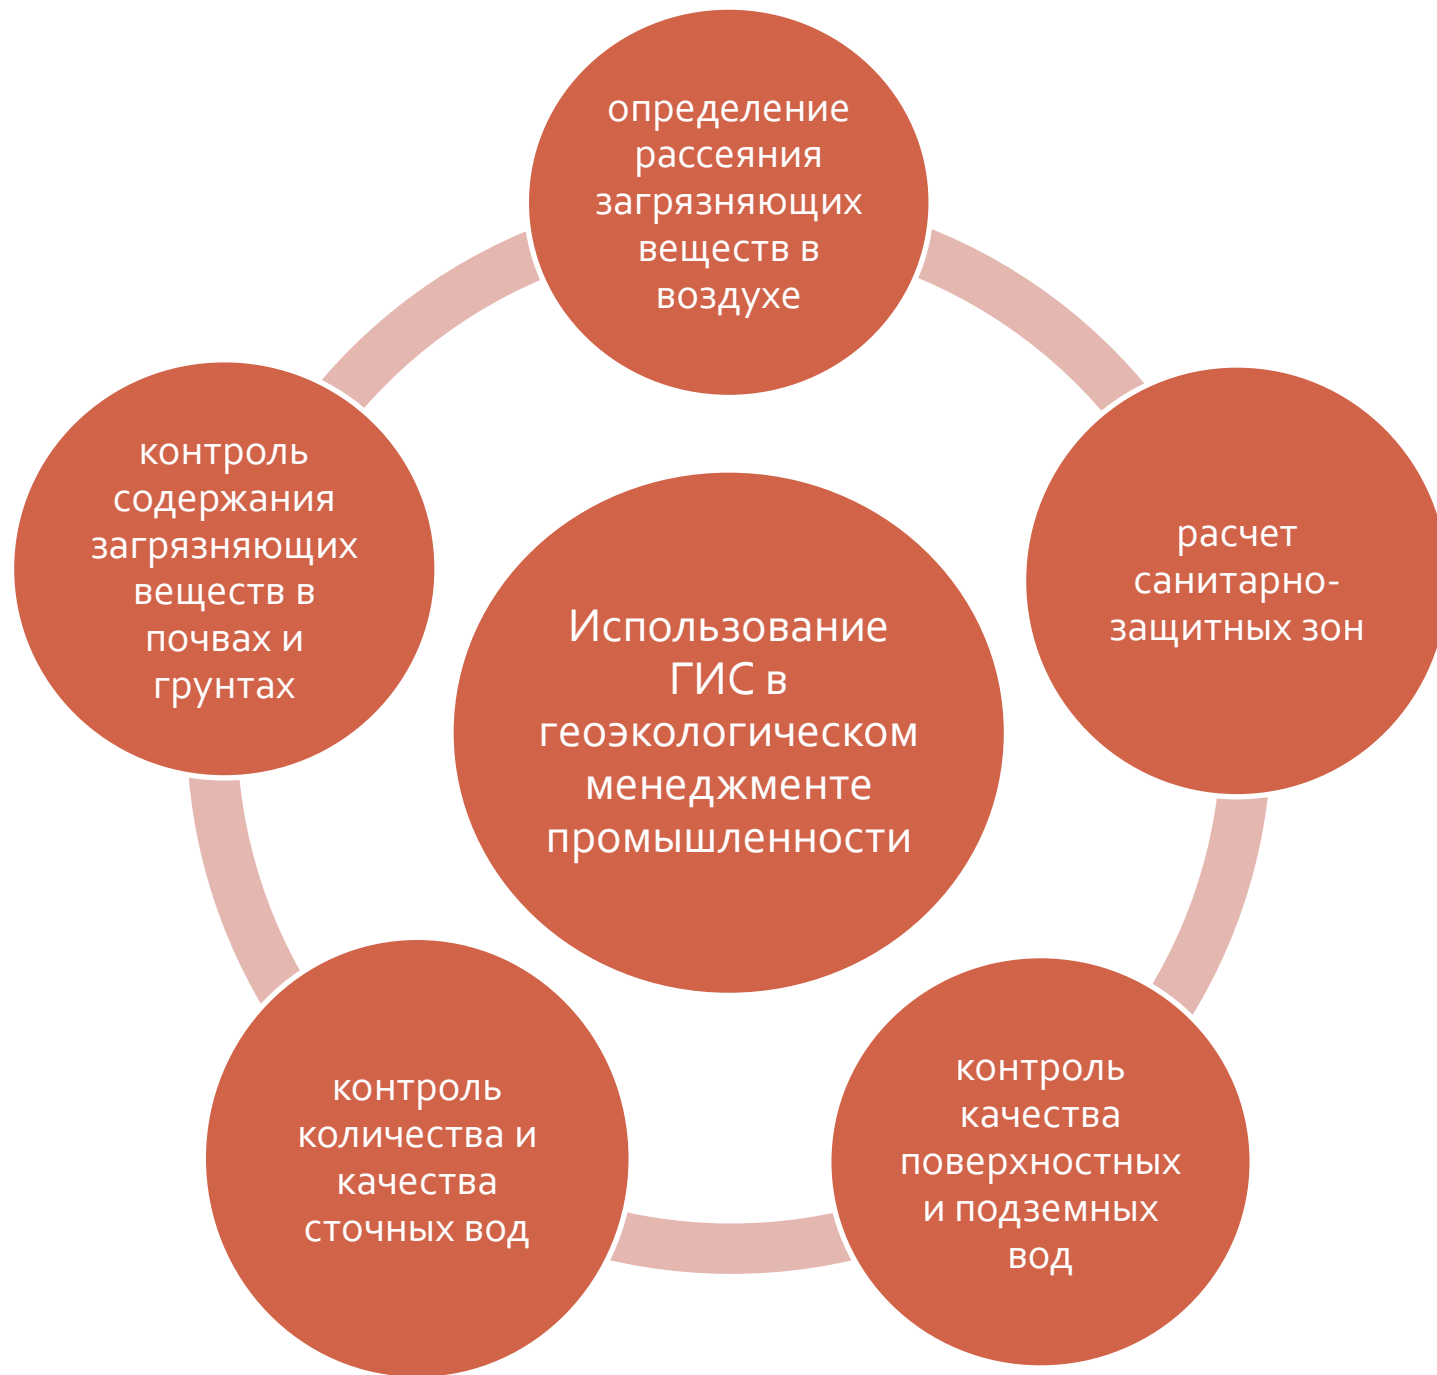 определение
рассеяния
загрязняющих
веществ в
воздухе
контроль
содержания
загрязняющих
веществ в
почвах и
грунтах
расчет
санитарно-
защитных зон
Использование
ГИС в
геоэкологическом
менеджменте
промышленности
контроль
количества и
качества
сточных вод
контроль
качества
поверхностных
и подземных
вод